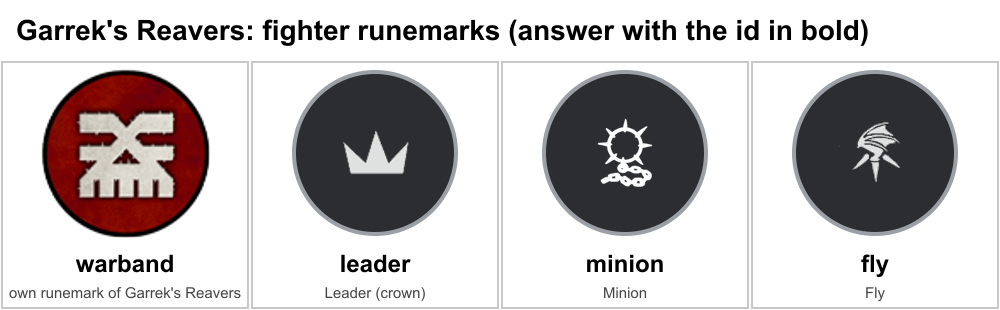 Garrek's Reavers: fighter runemarks (answer with the id in bold)
warband
own runemark of Garrek's Reavers
leader
Leader (crown)
minion
Minion
fly
Fly